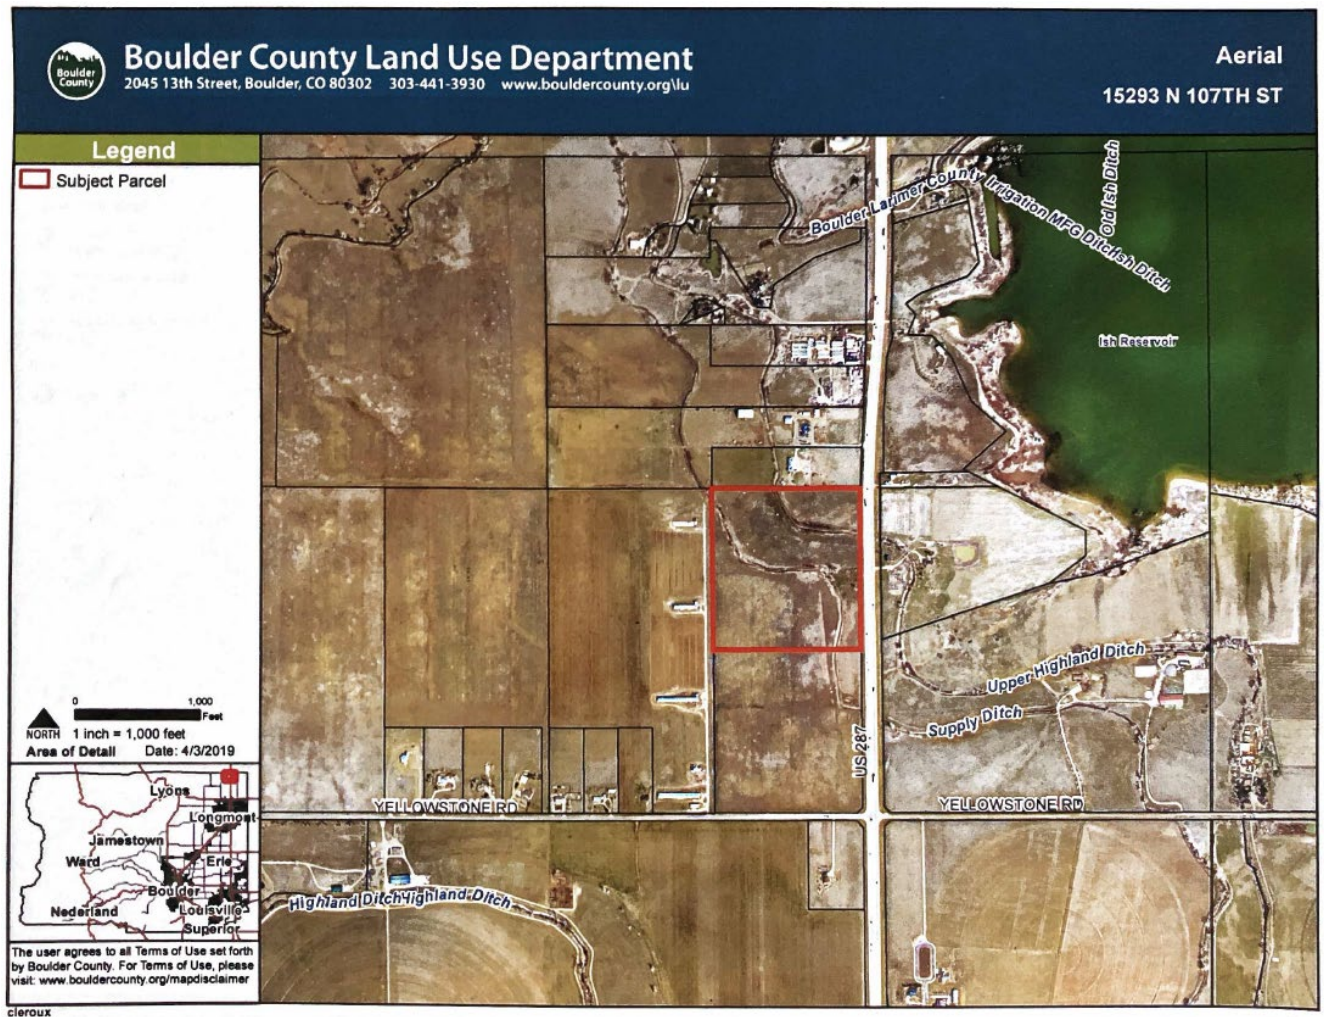 Boulder County
Boulder County Land Use Department
2045 13th Street, Boulder, CO 80302 303-441-3930 www.bouldercounty.org\lu
Aerial
15293 N 107TH ST
Legend
Subject Parcel
0 1,000
Feet
NORTH 1 inch = 1,000 feet
Area of Detail Date: 4/3/2019
Lyons
Longmont
Jamestown
Ward
Erie
Boulder
Nederland
Louisville
Superior
The user agrees to all Terms of Use set forth
by Boulder County. For Terms of Use, please
visit: www.bouldercounty.org/mapdisclaimer
cleroux
Boulder Larimer County Irrigation MFG Ditch
Ish Ditch
Old Ish Ditch
Ish Reservoir
Upper Highland Ditch
Supply Ditch
US 287
YELLOWSTONE RD
YELLOWSTONE RD
Highland Ditch
Highland Ditch